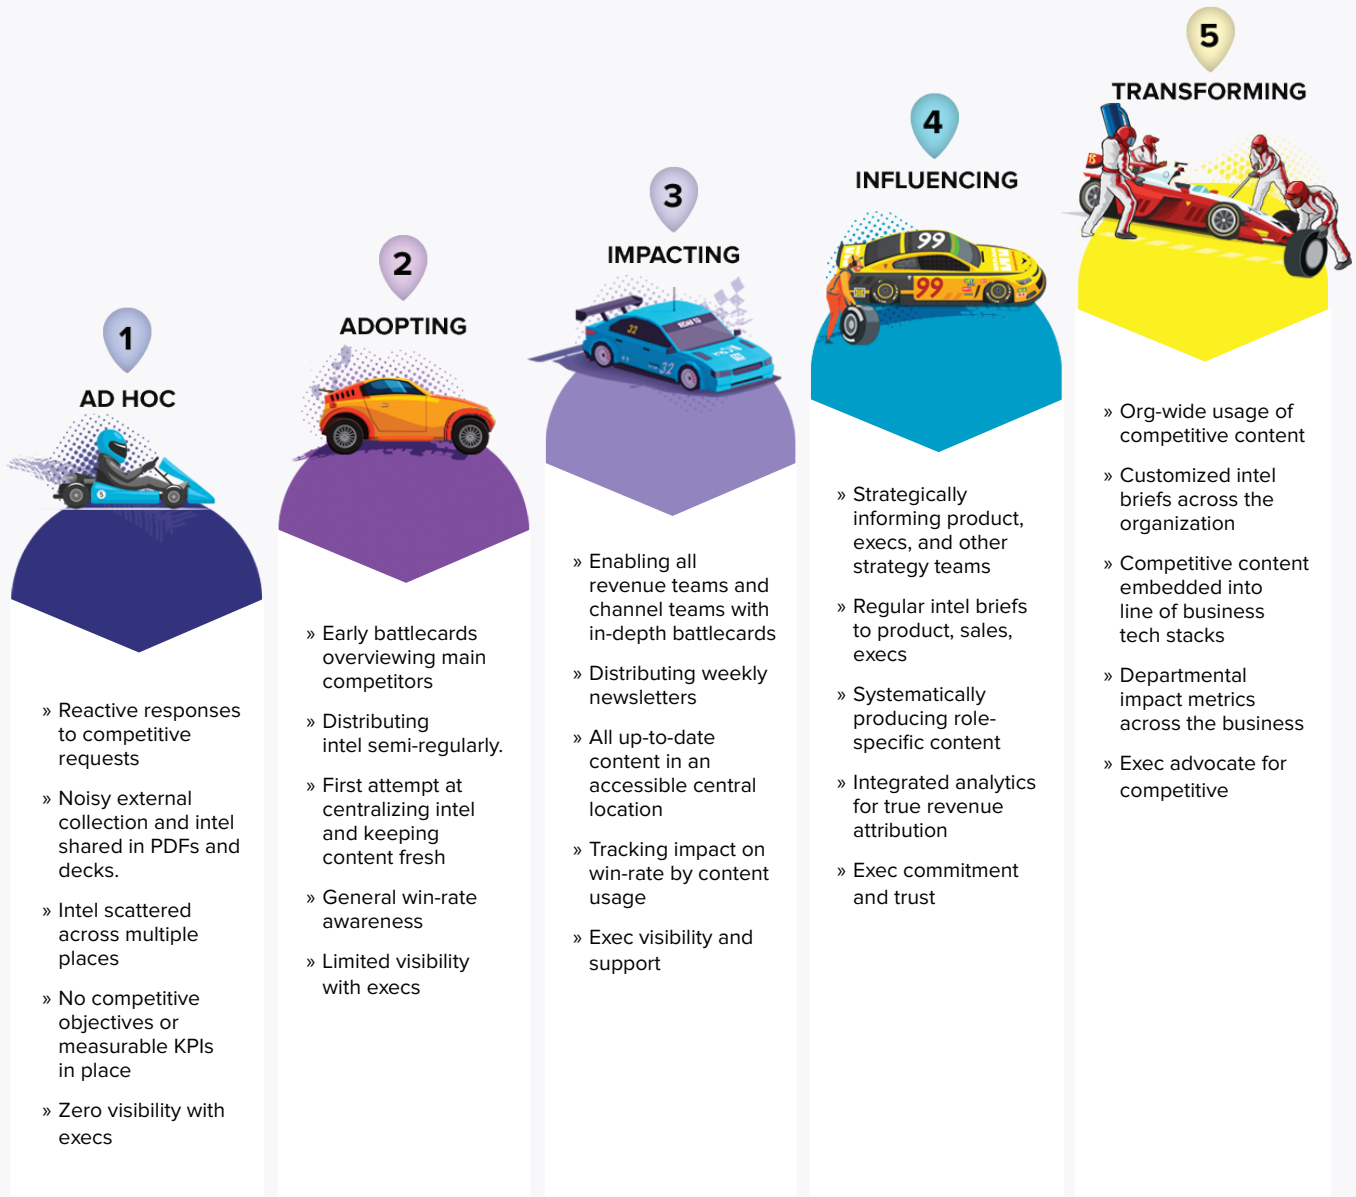 1
AD HOC
» Reactive responses
to competitive
requests
» Noisy external
collection and intel
shared in PDFs and
decks.
» Intel scattered
across multiple
places
» No competitive
objectives or
measurable KPIs
in place
» Zero visibility with
execs
2
ADOPTING
» Early battlecards
overviewing main
competitors
» Distributing
intel semi-regularly.
» First attempt at
centralizing intel
and keeping
content fresh
» General win-rate
awareness
» Limited visibility
with execs
3
IMPACTING
32
32
» Enabling all
revenue teams and
channel teams with
in-depth battlecards
» Distributing weekly
newsletters
» All up-to-date
content in an
accessible central
location
» Tracking impact on
win-rate by content
usage
» Exec visibility and
support
4
INFLUENCING
99
99
» Strategically
informing product,
execs, and other
strategy teams
» Regular intel briefs
to product, sales,
execs
» Systematically
producing role-
specific content
» Integrated analytics
for true revenue
attribution
» Exec commitment
and trust
5
TRANSFORMING
» Org-wide usage of
competitive content
» Customized intel
briefs across the
organization
» Competitive content
embedded into
line of business
tech stacks
» Departmental
impact metrics
across the business
» Exec advocate for
competitive